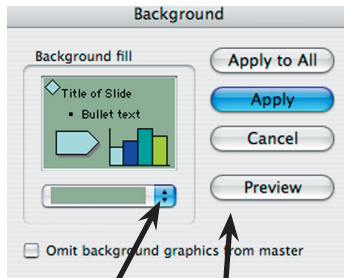 Background
Background fill
Apply to All
Title of Slide
Apply
• Bullet text
Cancel
Preview
Omit background graphics from master